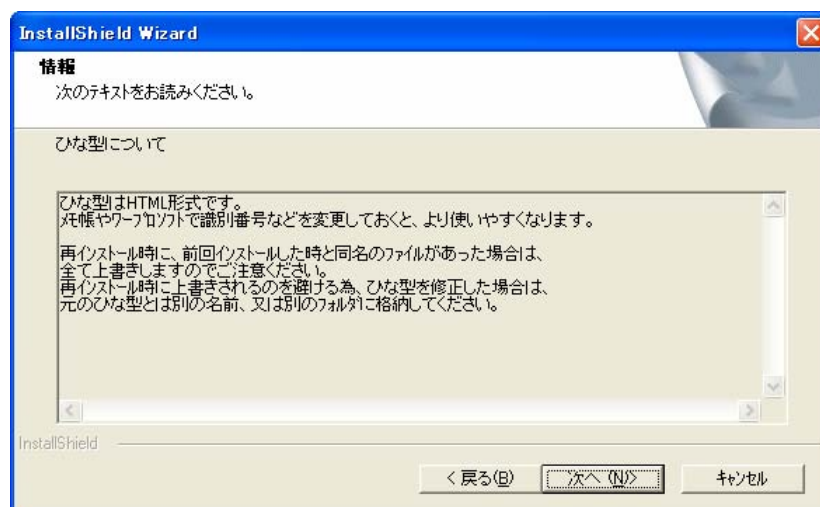 InstallShield Wizard
情報
次のテキストをお読みください。
ひな型について
ひな型はHTML形式です。
メモ帳やワープロソフトで識別番号などを変更しておくと、より使いやすくなります。
再インストール時に、前回インストールした時と同名のファイルがあった場合は、
全て上書きしますのでご注意ください。
再インストール時に上書きされるのを避ける為、ひな型を修正した場合は、
元のひな型とは別の名前、又は別のフォルダに格納してください。
InstallShield
< 戻る(B)
次へ (N)>
キャンセル